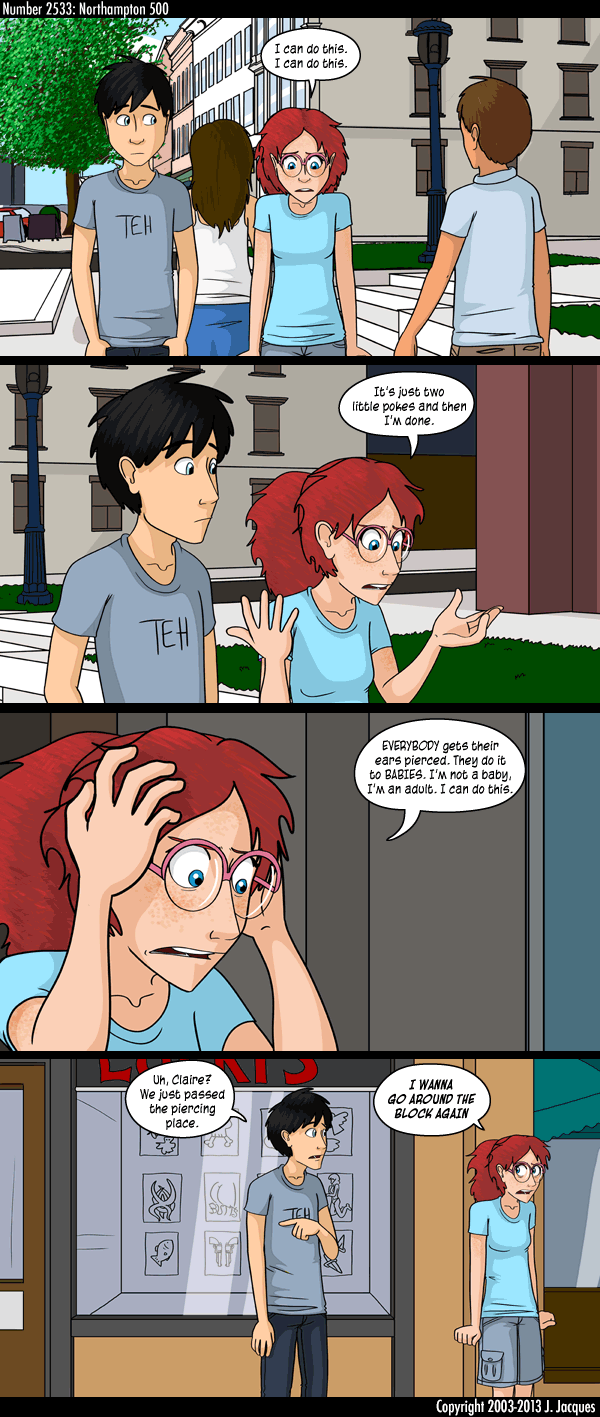 Number 2533: Northampton 500
I can do this.
I can do this.
TEH
It's just two
little pokes and then
I'm done.
TEH
EVERYBODY gets their
ears pierced. They do it
to BABIES. I'm not a baby,
I'm an adult. I can do this.
Uh, Claire?
We just passed
the piercing
place.
I WANNA
GO AROUND THE
BLOCK AGAIN
TEH
Copyright 2003-2013 J. Jacques